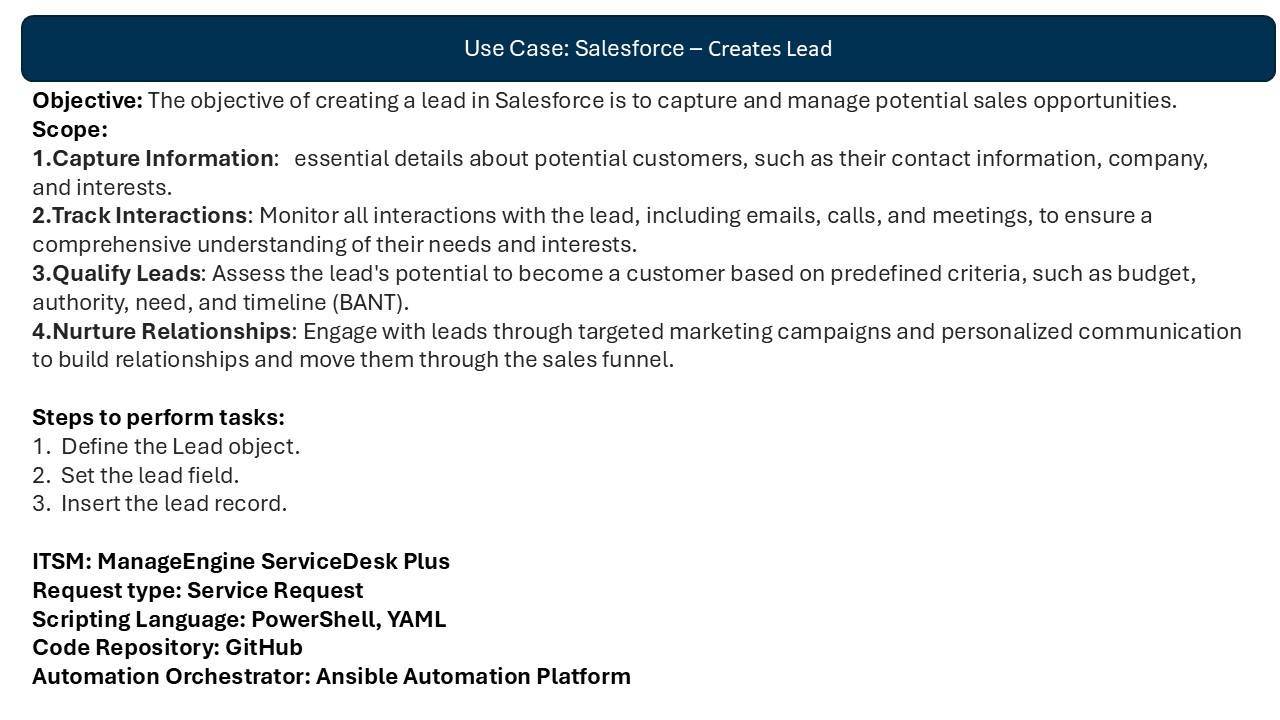 Use Case: Salesforce – Creates Lead
Objective: The objective of creating a lead in Salesforce is to capture and manage potential sales opportunities.
Scope:
1.Capture Information:  essential details about potential customers, such as their contact information, company,
and interests.
2.Track Interactions: Monitor all interactions with the lead, including emails, calls, and meetings, to ensure a
comprehensive understanding of their needs and interests.
3.Qualify Leads: Assess the lead's potential to become a customer based on predefined criteria, such as budget,
authority, need, and timeline (BANT).
4.Nurture Relationships: Engage with leads through targeted marketing campaigns and personalized communication
to build relationships and move them through the sales funnel.
Steps to perform tasks:
1. Define the Lead object.
2. Set the lead field.
3. Insert the lead record.
ITSM: ManageEngine ServiceDesk Plus
Request type: Service Request
Scripting Language: PowerShell, YAML
Code Repository: GitHub
Automation Orchestrator: Ansible Automation Platform